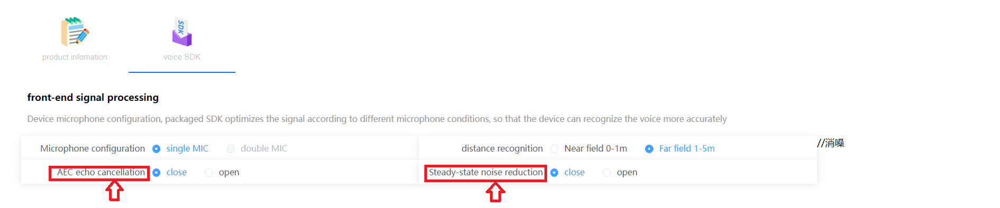 SDK
product infomation
voice SDK
front-end signal processing
Device microphone configuration, packaged SDK optimizes the signal according to different microphone conditions, so that the device can recognize the voice more accurately
Microphone configuration single MIC double MIC distance recognition Near field 0-1m Far field 1-5m //消噪
AEC echo cancellation close open Steady-state noise reduction close open